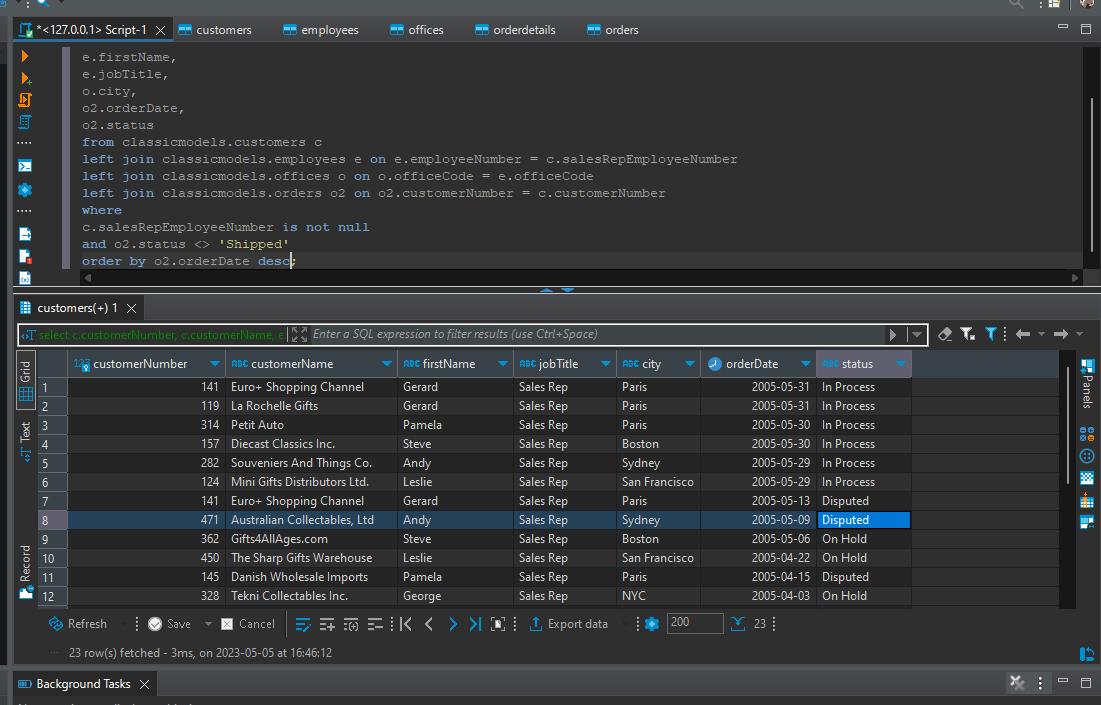 *<127.0.0.1> Script-1 customers employees offices orderdetails orders
e.firstName,
e.jobTitle,
o.city,
o2.orderDate,
o2.status
from classicmodels.customers c
left join classicmodels.employees e on e.employeeNumber = c.salesRepEmployeeNumber
left join classicmodels.offices o on o.officeCode = e.officeCode
left join classicmodels.orders o2 on o2.customerNumber = c.customerNumber
where
c.salesRepEmployeeNumber is not null
and o2.status <> 'Shipped'
order by o2.orderDate desc;
customers(+) 1
select c.customerNumber, c.customerName, e Enter a SQL expression to filter results (use Ctrl+Space)
Grid
Text
Record
Panels
123 customerNumber ABC customerName ABC firstName ABC jobTitle ABC city orderDate ABC status
1 141 Euro+ Shopping Channel Gerard Sales Rep Paris 2005-05-31 In Process
2 119 La Rochelle Gifts Gerard Sales Rep Paris 2005-05-31 In Process
3 314 Petit Auto Pamela Sales Rep Paris 2005-05-30 In Process
4 157 Diecast Classics Inc. Steve Sales Rep Boston 2005-05-30 In Process
5 282 Souveniers And Things Co. Andy Sales Rep Sydney 2005-05-29 In Process
6 124 Mini Gifts Distributors Ltd. Leslie Sales Rep San Francisco 2005-05-29 In Process
7 141 Euro+ Shopping Channel Gerard Sales Rep Paris 2005-05-13 Disputed
8 471 Australian Collectables, Ltd Andy Sales Rep Sydney 2005-05-09 Disputed
9 362 Gifts4AllAges.com Steve Sales Rep Boston 2005-05-06 On Hold
10 450 The Sharp Gifts Warehouse Leslie Sales Rep San Francisco 2005-04-22 On Hold
11 145 Danish Wholesale Imports Pamela Sales Rep Paris 2005-04-15 Disputed
12 328 Tekni Collectables Inc. George Sales Rep NYC 2005-04-03 On Hold
Refresh Save Cancel Export data 200 23
23 row(s) fetched - 3ms, on 2023-05-05 at 16:46:12
Background Tasks